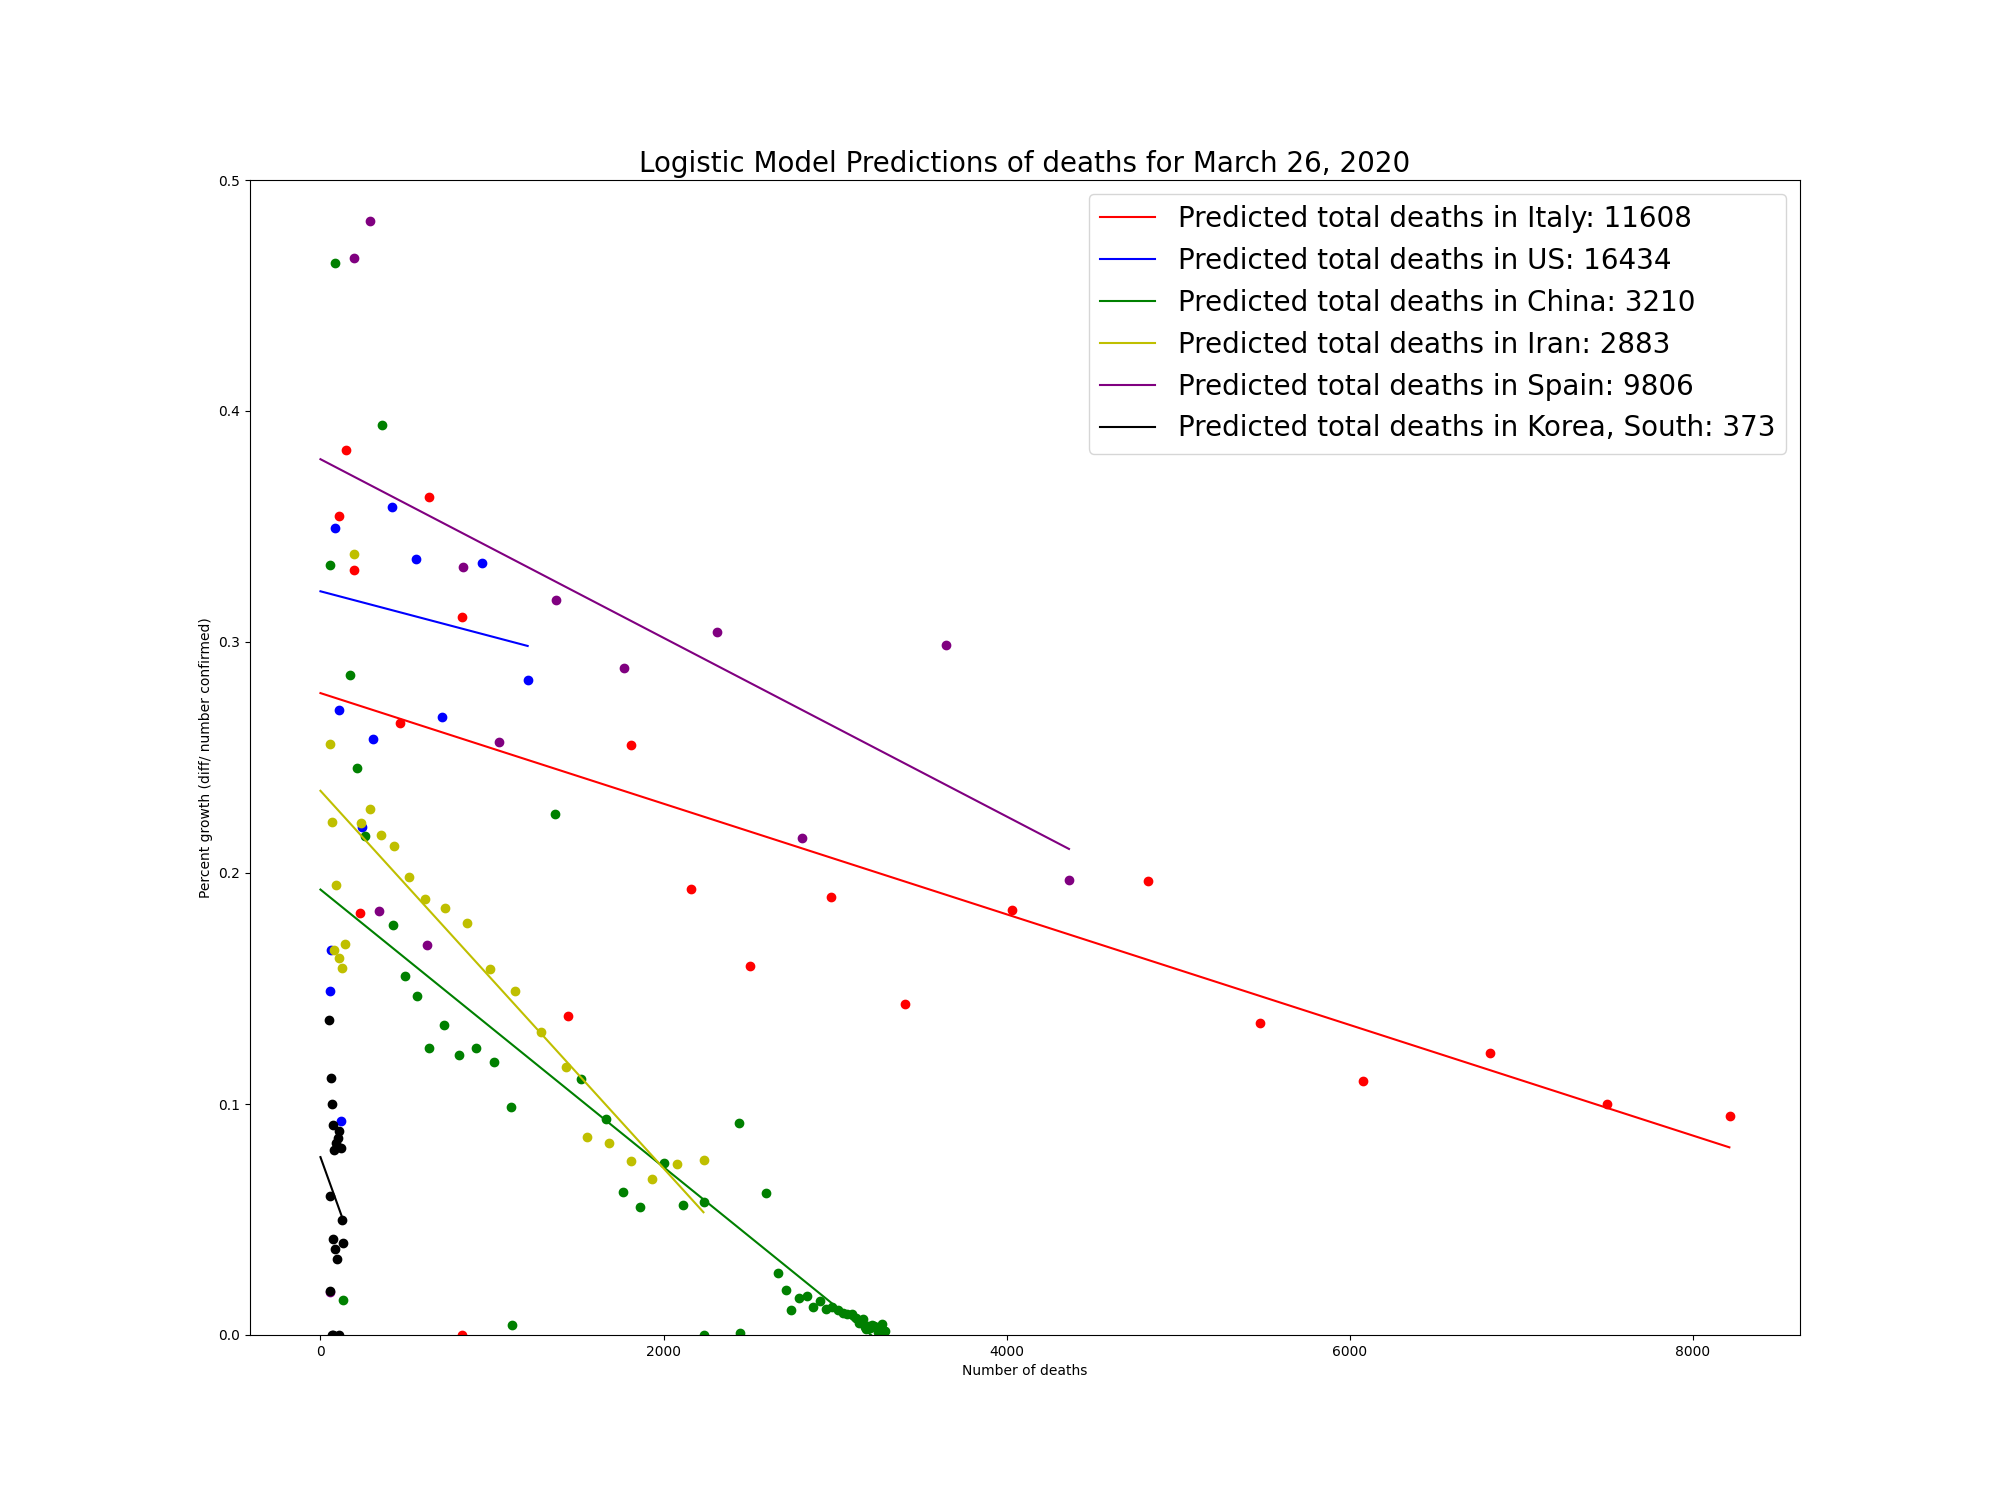 Logistic Model Predictions of deaths for March 26, 2020
Predicted total deaths in Italy: 11608
Predicted total deaths in US: 16434
Predicted total deaths in China: 3210
Predicted total deaths in Iran: 2883
Predicted total deaths in Spain: 9806
Predicted total deaths in Korea, South: 373
Percent growth (diff/ number confirmed)
0.5
0.4
0.3
0.2
0.1
0.0
0 2000 4000 6000 8000
Number of deaths